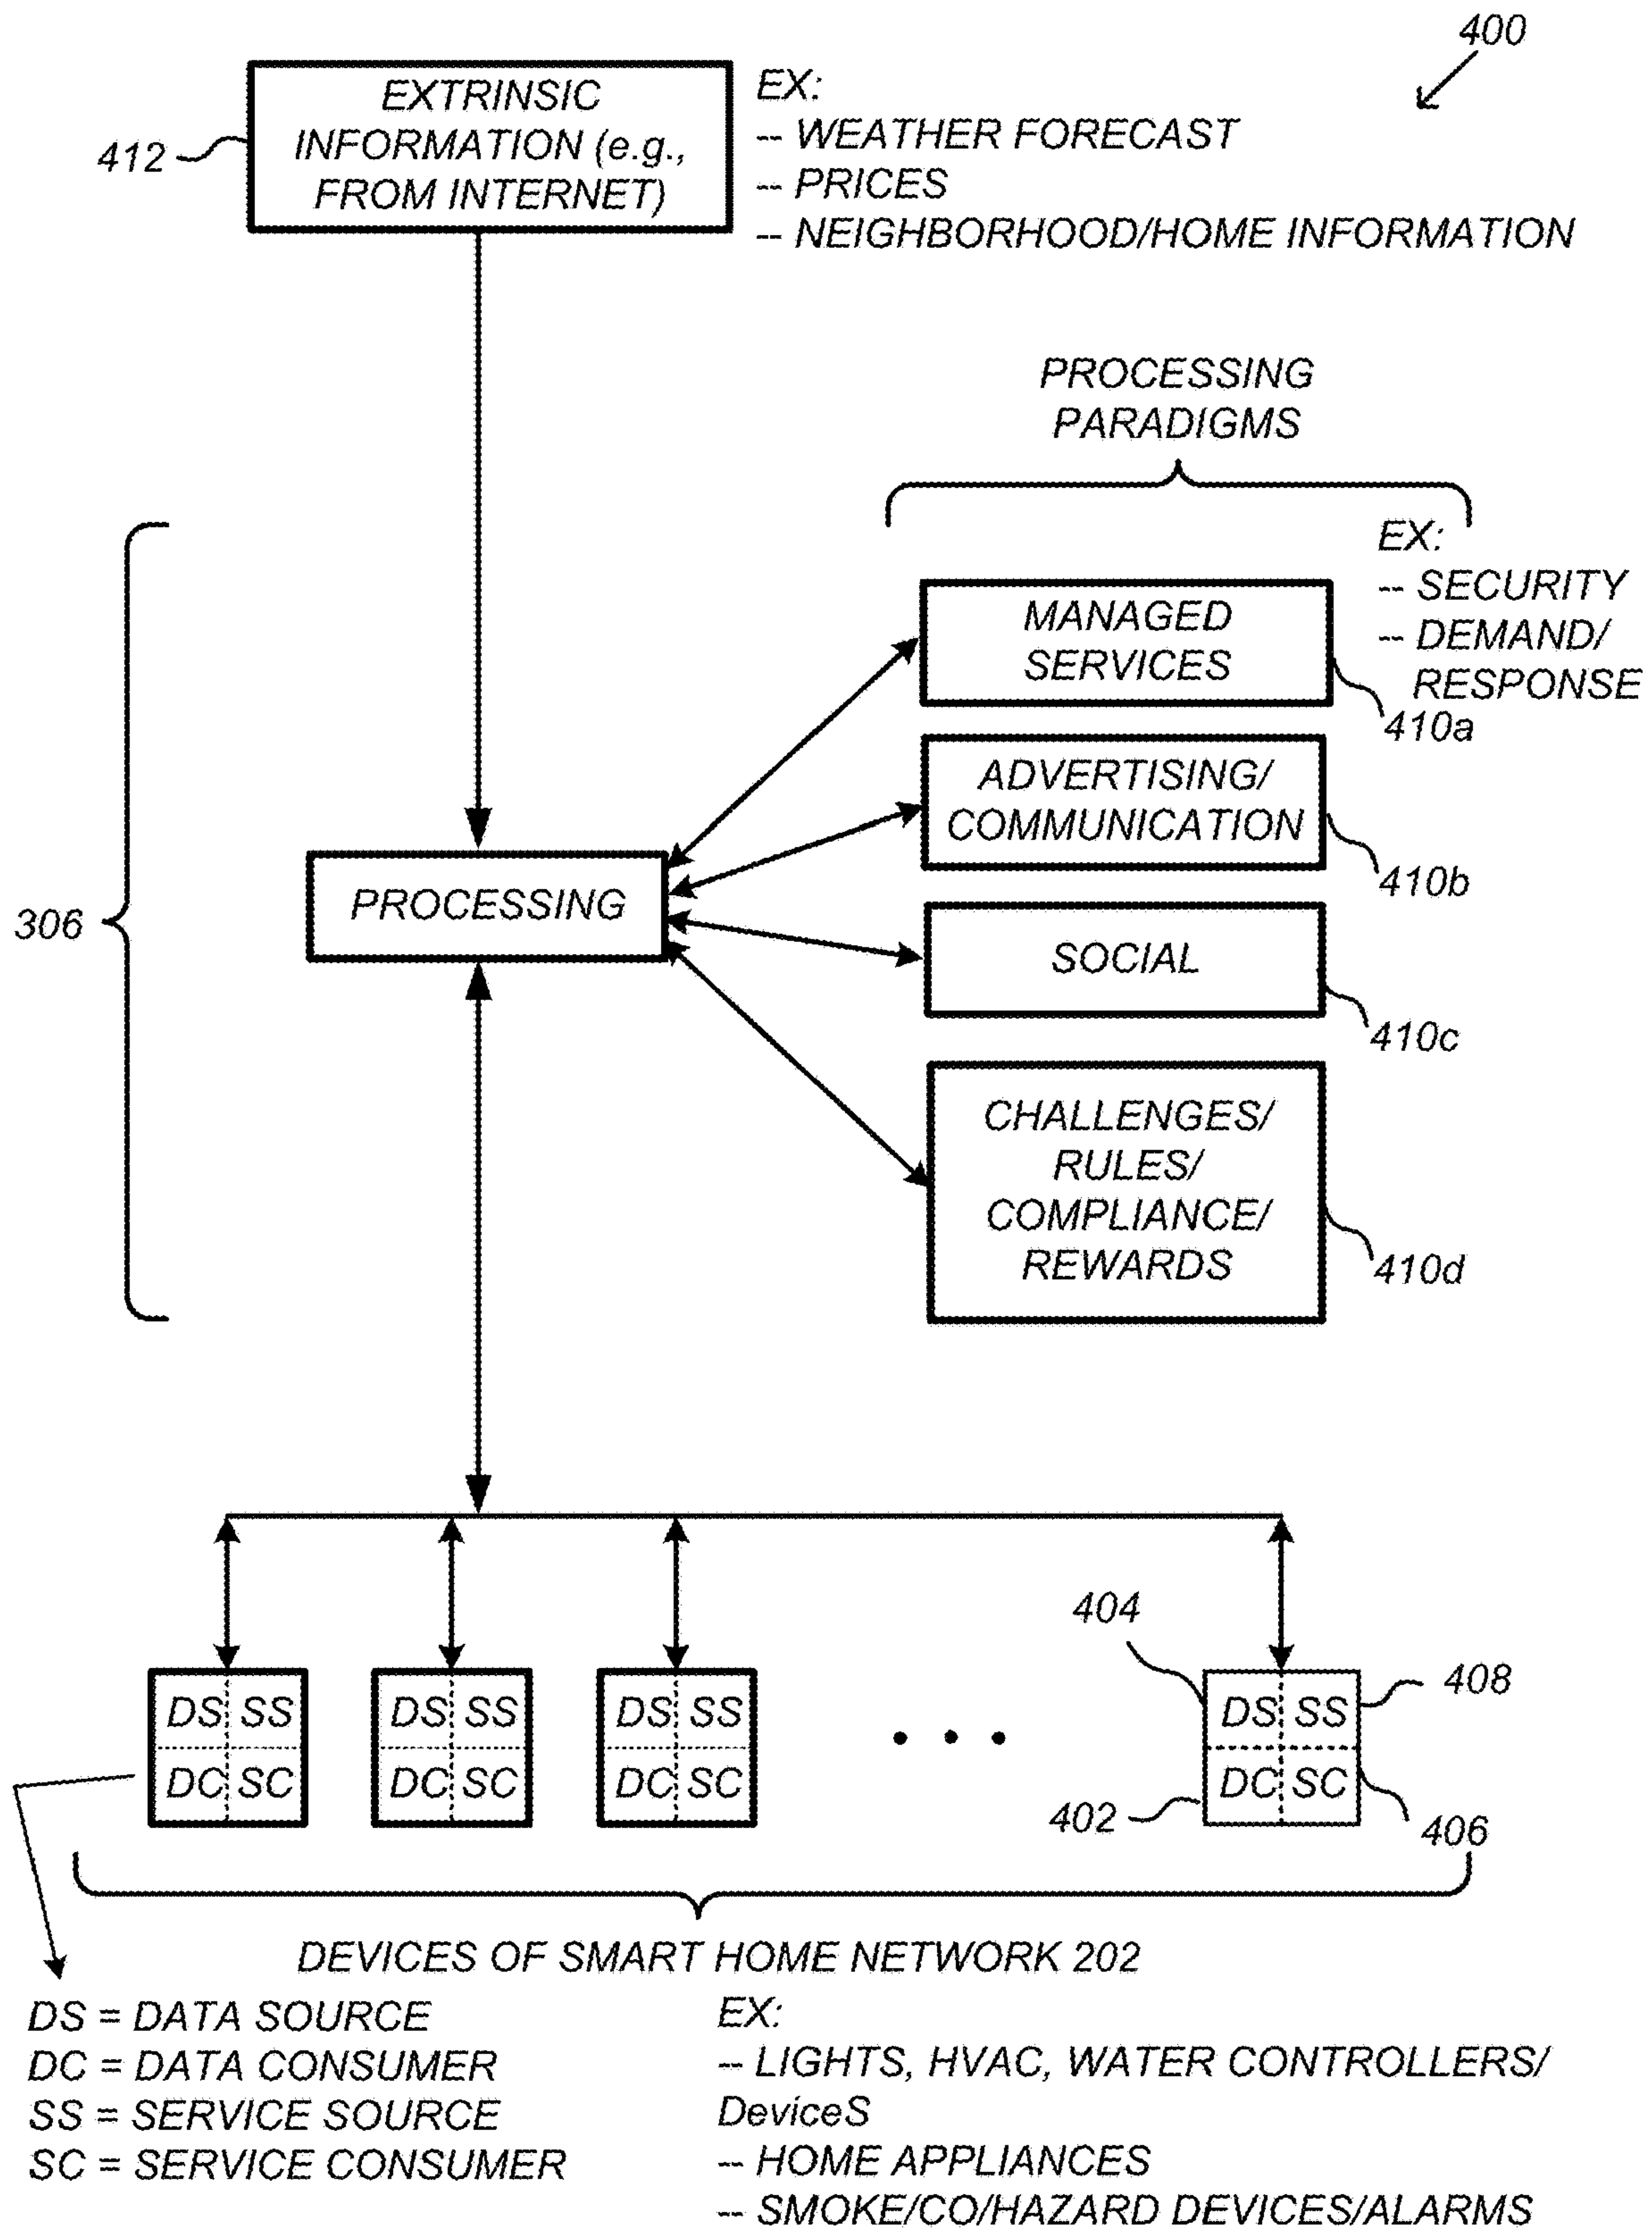 400
EXTRINSIC
INFORMATION (e.g.,
FROM INTERNET)
412
EX:
-- WEATHER FORECAST
-- PRICES
-- NEIGHBORHOOD/HOME INFORMATION
PROCESSING
PARADIGMS
EX:
-- SECURITY
-- DEMAND/
RESPONSE
MANAGED
SERVICES
410a
ADVERTISING/
COMMUNICATION
410b
PROCESSING
306
SOCIAL
410c
CHALLENGES/
RULES/
COMPLIANCE/
REWARDS
410d
404
408
DS SS
DC SC
DS SS
DC SC
DS SS
DC SC
. . .
DS SS
DC SC
402
406
DEVICES OF SMART HOME NETWORK 202
DS = DATA SOURCE
DC = DATA CONSUMER
SS = SERVICE SOURCE
SC = SERVICE CONSUMER
EX:
-- LIGHTS, HVAC, WATER CONTROLLERS/
DeviceS
-- HOME APPLIANCES
-- SMOKE/CO/HAZARD DEVICES/ALARMS